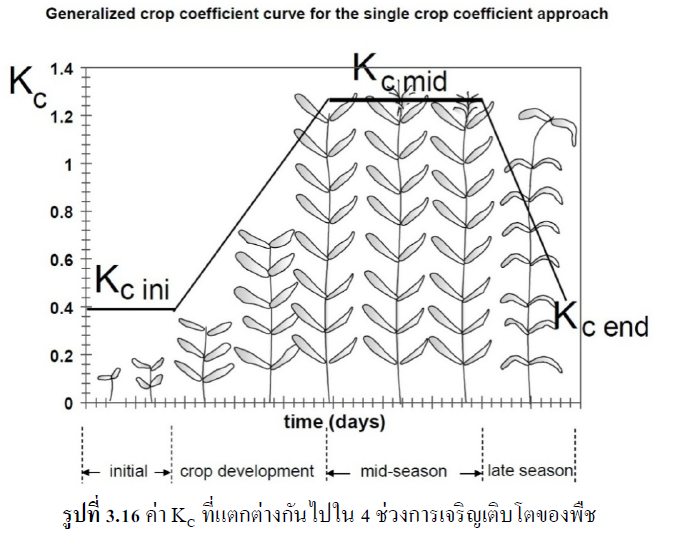 Generalized crop coefficient curve for the single crop coefficient approach
Kc
1.4
1.2
1
0.8
0.6
0.4
0.2
0
Kc mid
Kc ini
Kc end
time (days)
initial crop development mid-season late season
รูปที่ 3.16 ค่า KC ที่แตกต่างกันไปใน 4 ช่วงการเจริญเติบโตของพืช